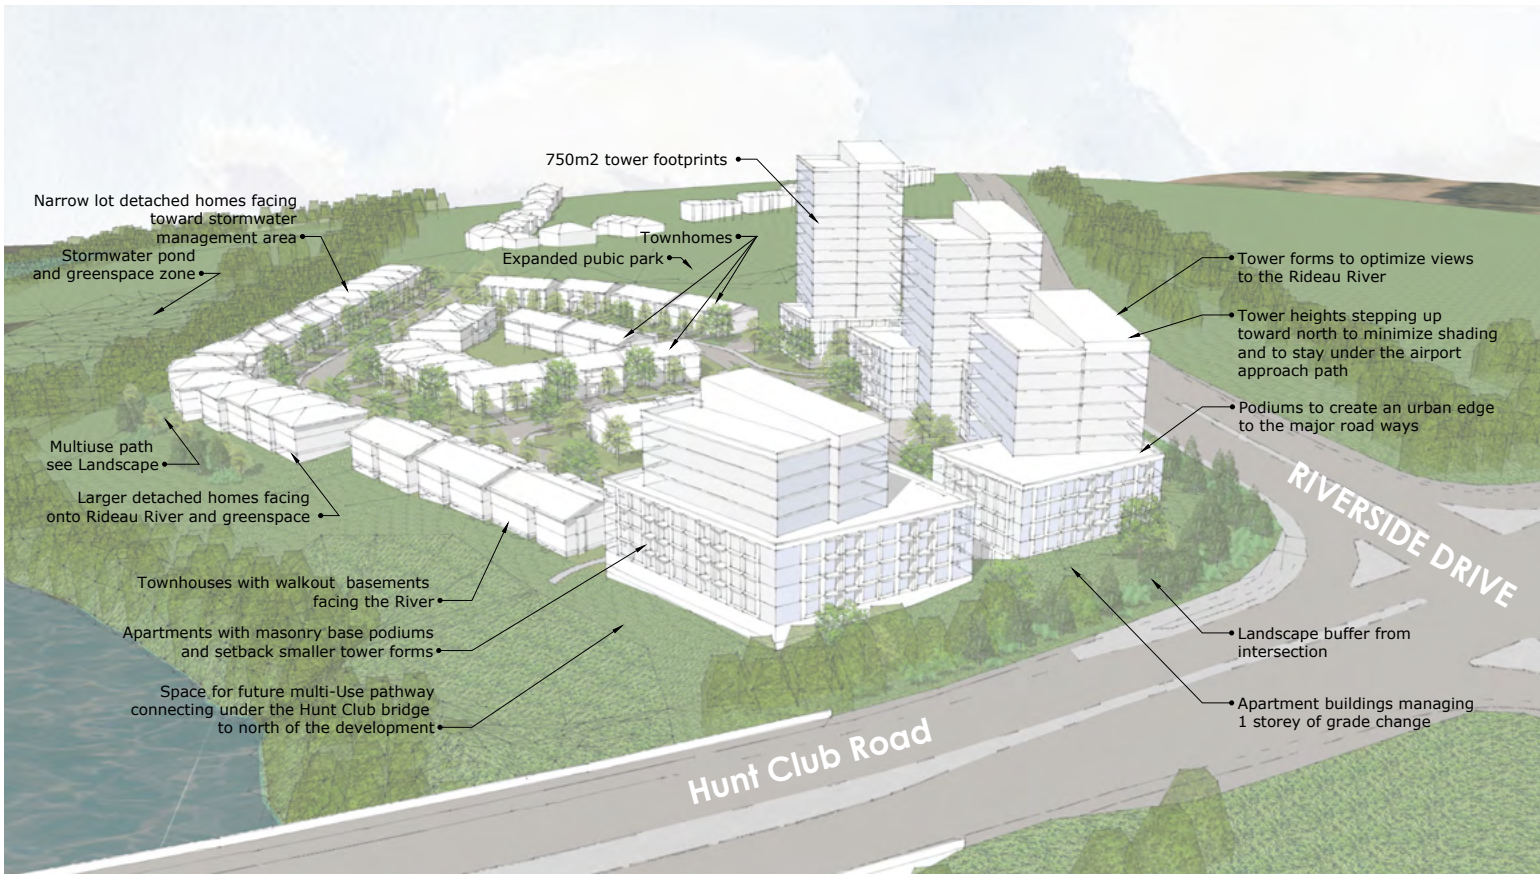 750m2 tower footprints
Narrow lot detached homes facing
toward stormwater
management area
Stormwater pond
and greenspace zone
Townhomes
Expanded pubic park
Tower forms to optimize views
to the Rideau River
Tower heights stepping up
toward north to minimize shading
and to stay under the airport
approach path
Podiums to create an urban edge
to the major road ways
Multiuse path
see Landscape
Larger detached homes facing
onto Rideau River and greenspace
RIVERSIDE DRIVE
Townhouses with walkout basements
facing the River
Apartments with masonry base podiums
and setback smaller tower forms
Space for future multi-Use pathway
connecting under the Hunt Club bridge
to north of the development
Landscape buffer from
intersection
Apartment buildings managing
1 storey of grade change
Hunt Club Road